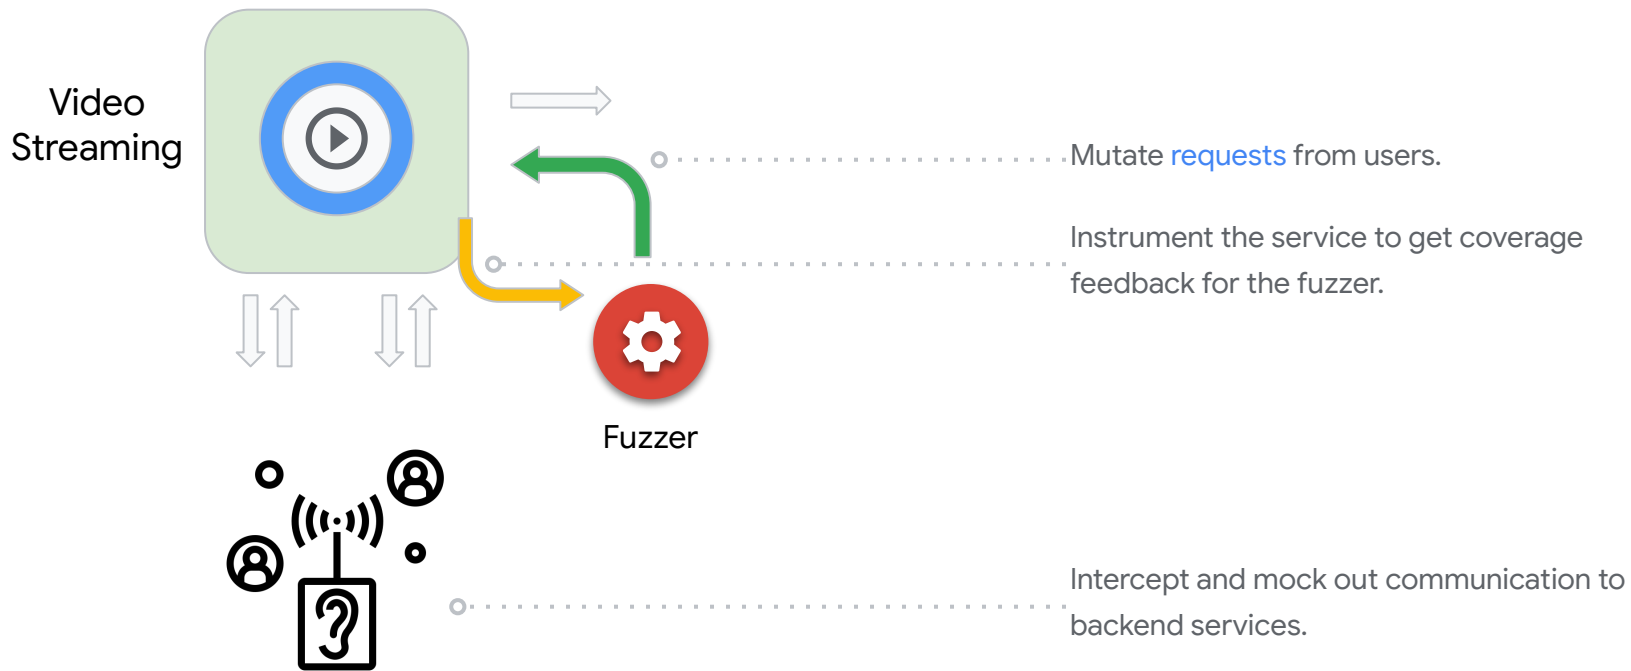 Video
Streaming
Mutate requests from users.
Instrument the service to get coverage
feedback for the fuzzer.
Fuzzer
Intercept and mock out communication to
backend services.